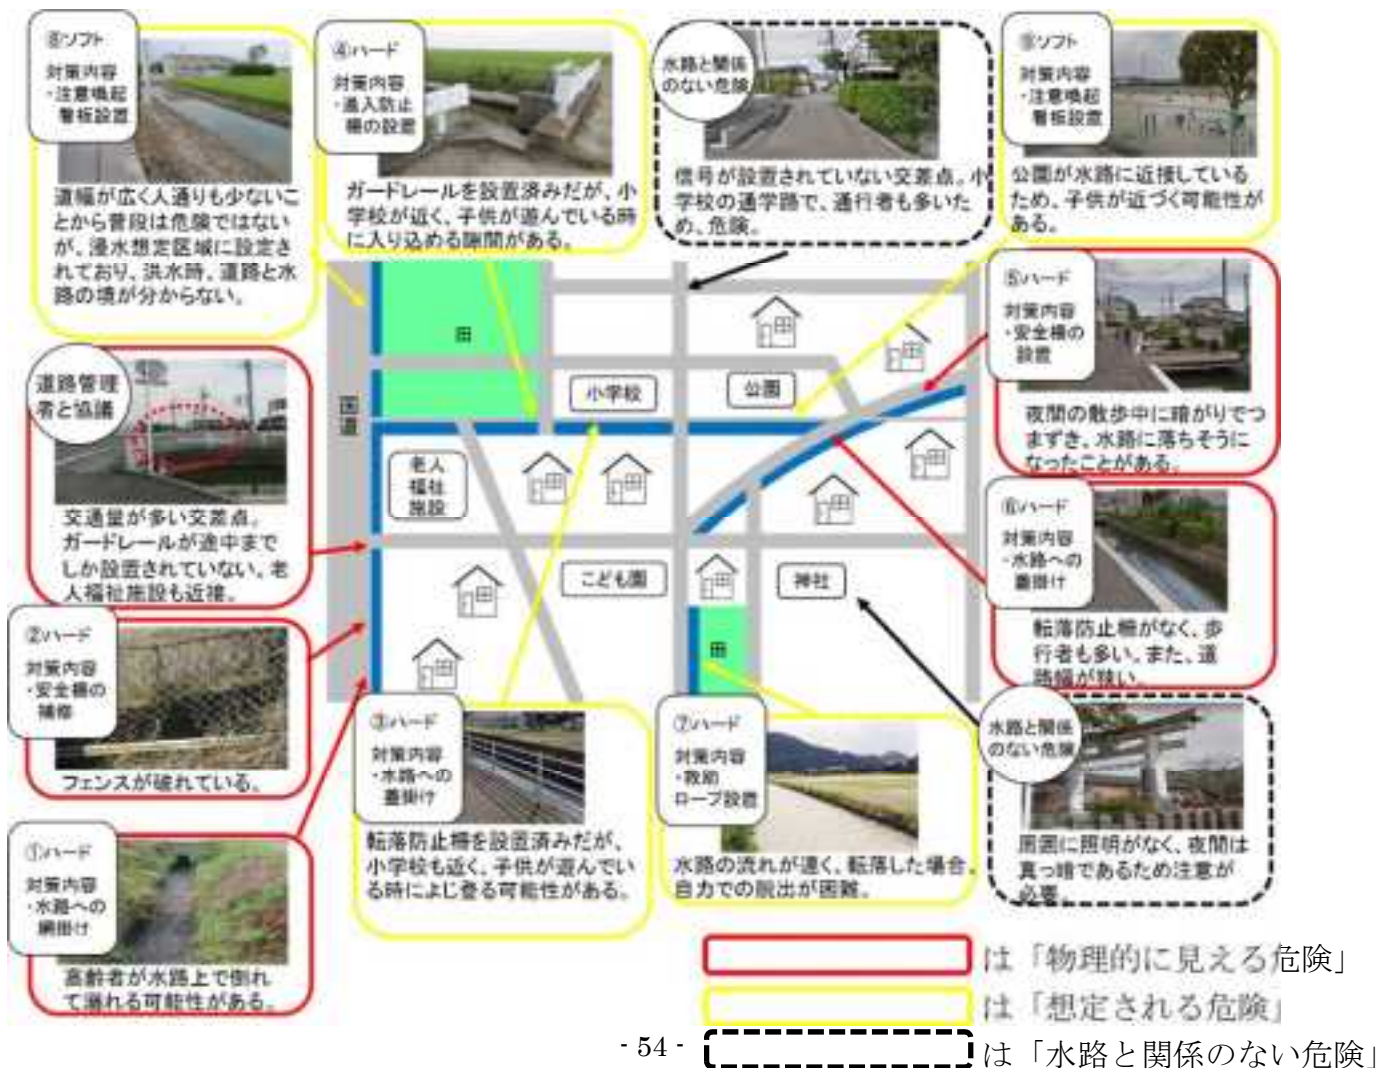 ⑧ソフト
対策内容
・注意喚起
看板設置
道幅が広く人通りも少ないこ
とから普段は危険ではない
が、浸水想定区域に設定さ
れており、洪水時、道路と水
路の境が分からない。
④ハード
対策内容
・進入防止
柵の設置
ガードレールを設置済みだが、小
学校が近く、子供が遊んでいる時
に入り込める隙間がある。
水路と関係
のない危険
信号が設置されていない交差点。小
学校の通学路で、通行者も多いた
め、危険。
⑨ソフト
対策内容
・注意喚起
看板設置
公園が水路に近接している
ため、子供が近づく可能性が
ある。
道路管理
者と協議
交通量が多い交差点。
ガードレールが途中まで
しか設置されていない、老
人福祉施設も近接。
⑤ハード
対策内容
・安全柵の
設置
夜間の散歩中に暗がりでつ
まずき、水路に落ちそうに
なったことがある。
田
国道
小学校
公園
老人
福祉
施設
こども園
神社
田
②ハード
対策内容
・安全柵の
補修
フェンスが破れている。
⑥ハード
対策内容
・水路への
蓋掛け
転落防止柵がなく、歩
行者も多い。また、道
路幅が狭い。
①ハード
対策内容
・水路への
網掛け
高齢者が水路上で倒れ
て溺れる可能性がある。
③ハード
対策内容
・水路への
蓋掛け
転落防止柵を設置済みだが、
小学校も近く、子供が遊んでい
る時によじ登る可能性がある。
⑦ハード
対策内容
・救助
ロープ設置
水路の流れが速く、転落した場合、
自力での脱出が困難。
水路と関係
のない危険
周囲に照明がなく、夜間は
真っ暗であるため注意が
必要。
は「物理的に見える危険」
は「想定される危険」
は「水路と関係のない危険」
- 54 -